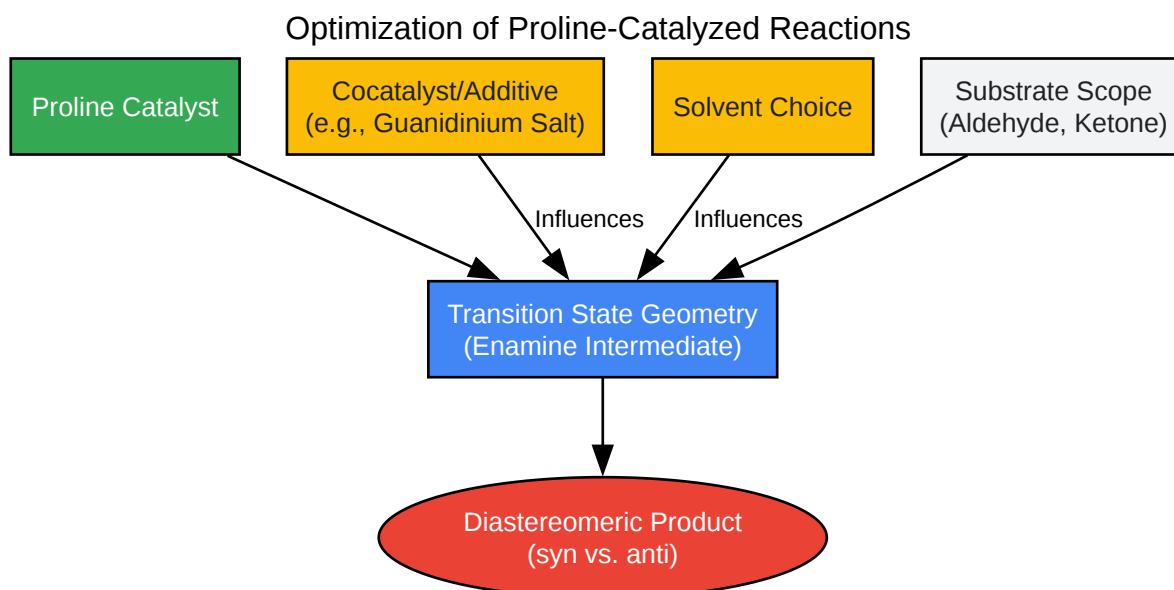 Optimization of Proline-Catalyzed Reactions
Proline Catalyst
Cocatalyst/Additive
(e.g., Guanidinium Salt)
Solvent Choice
Substrate Scope
(Aldehyde, Ketone)
Influences
Influences
Transition State Geometry
(Enamine Intermediate)
Diastereomeric Product
(syn vs. anti)